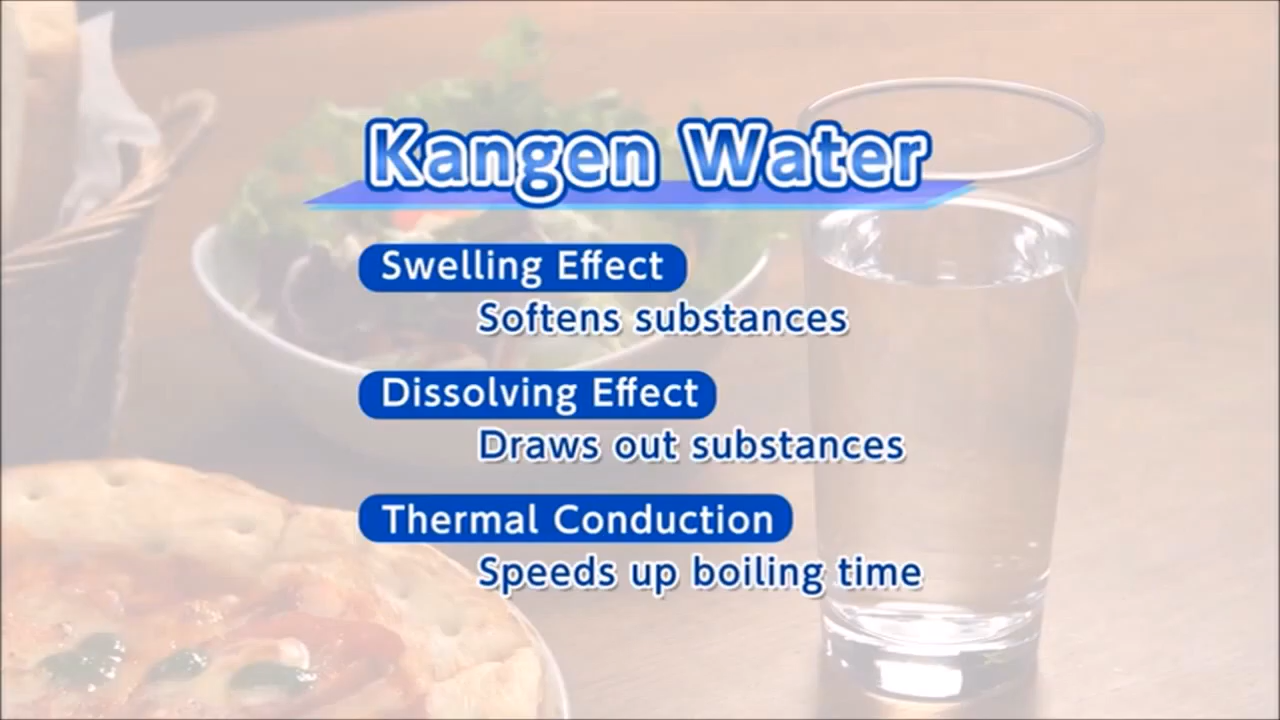 Kangen Water
Swelling Effect
Softens substances
Dissolving Effect
Draws out substances
Thermal Conduction
Speeds up boiling time